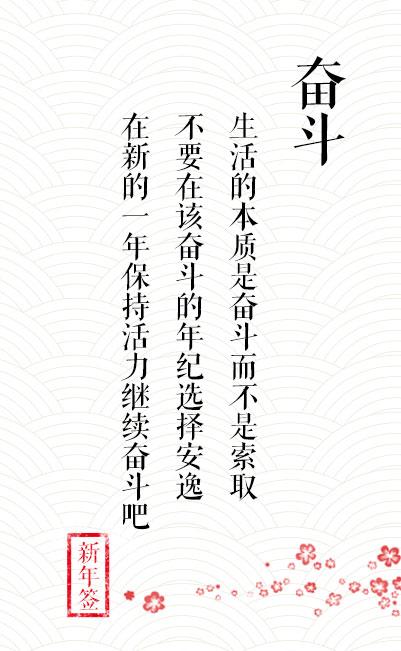 奋斗
生活的本质是奋斗而不是索取
不要在该奋斗的年纪选择安逸
在新的一年保持活力继续奋斗吧
新年签